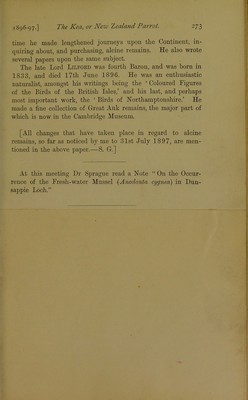 1896-97.] The Kea, or New Zealand Parrot. 273
time he made lengthened journeys upon the Continent, in-
quiring about, and purchasing, alcine remains. He also wrote
several papers upon the same subject.
The late Lord LILFORD was fourth Baron, and was born in
1833, and died 17th June 1896. He was an enthusiastic
naturalist, amongst his writings being the ‘Coloured Figures
of the Birds of the British Isles,’ and his last, and perhaps
most important work, the ‘Birds of Northamptonshire.’ He
made a fine collection of Great Auk remains, the major part of
which is now in the Cambridge Museum.
[All changes that have taken place in regard to alcine
remains, so far as noticed by me to 31st July 1897, are men-
tioned in the above paper.—S. G.]
At this meeting Dr Sprague read a Note “On the Occur-
rence of the Fresh-water Mussel (Anodonta cygnea) in Dun-
sappie Loch.”